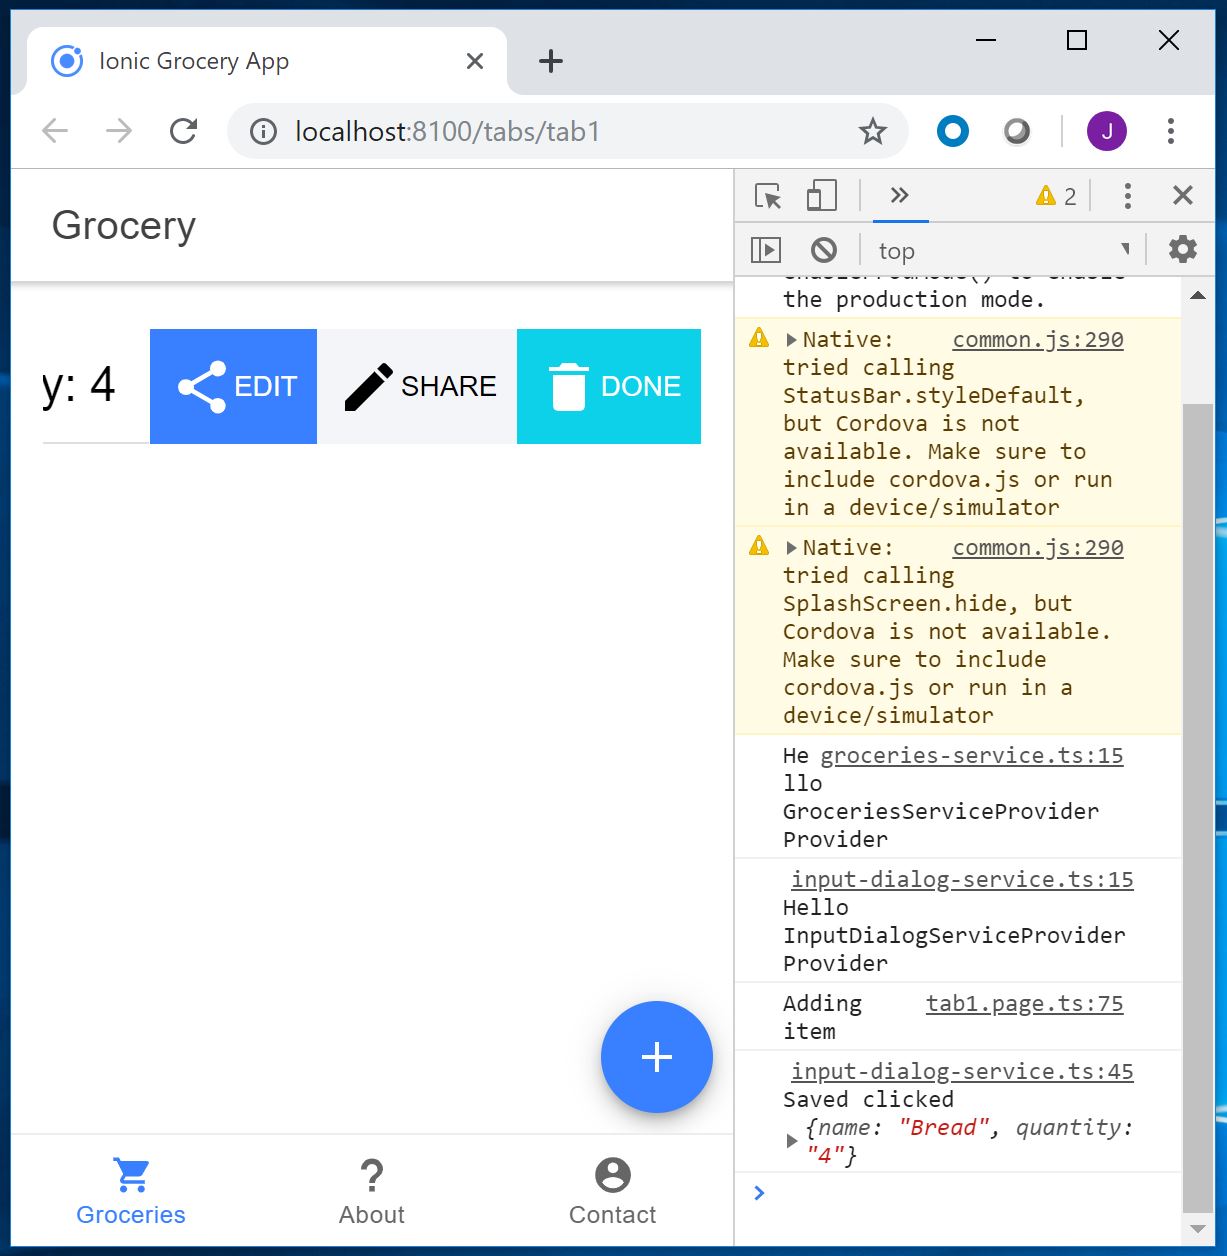 Ionic Grocery App
localhost:8100/tabs/tab1
J
Grocery
y: 4
EDIT
SHARE
DONE
Groceries
About
Contact
2
top
the production mode.
Native: common.js:290
tried calling
StatusBar.styleDefault,
but Cordova is not
available. Make sure to
include cordova.js or run
in a device/simulator
Native: common.js:290
tried calling
SplashScreen.hide, but
Cordova is not available.
Make sure to include
cordova.js or run in a
device/simulator
He groceries-service.ts:15
llo
GroceriesServiceProvider
Provider
input-dialog-service.ts:15
Hello
InputDialogServiceProvider
Provider
Adding tab1.page.ts:75
item
input-dialog-service.ts:45
Saved clicked
{name: "Bread", quantity:
"4"}